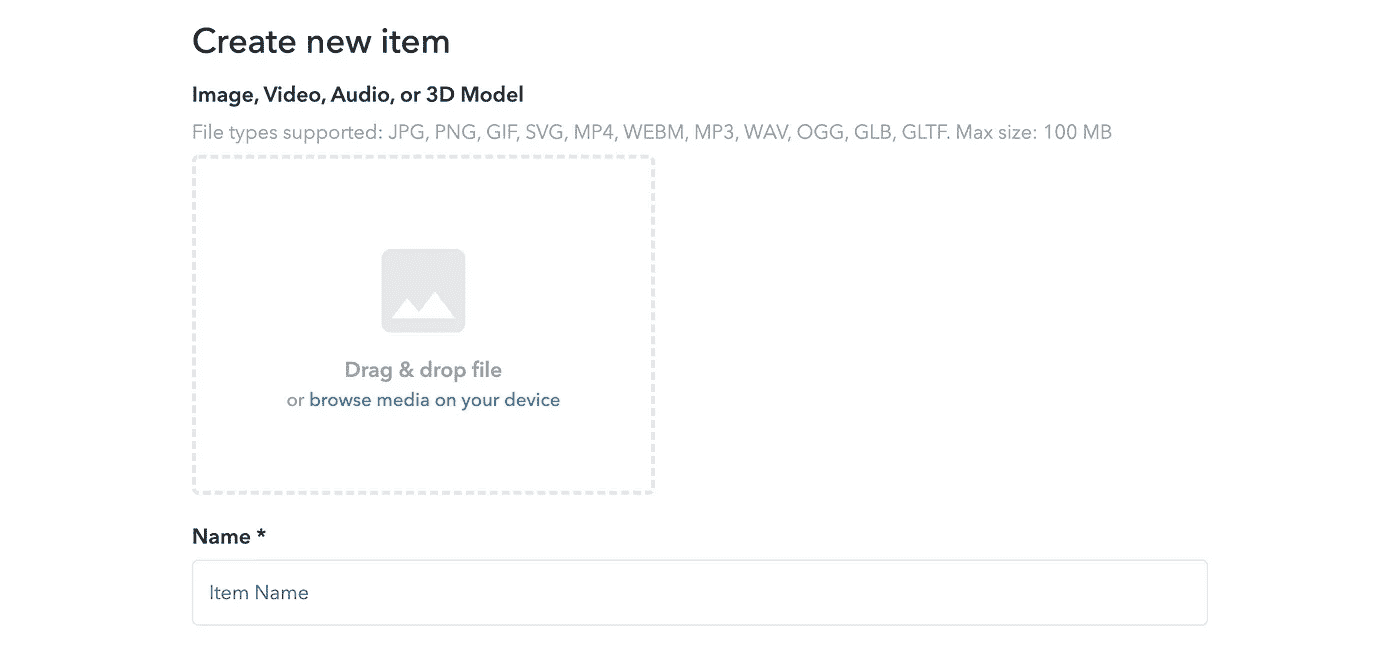 Create new item
Image, Video, Audio, or 3D Model
File types supported: JPG, PNG, GIF, SVG, MP4, WEBM, MP3, WAV, OGG, GLB, GLTF. Max size: 100 MB
Drag & drop file
or browse media on your device
Name *
Item Name